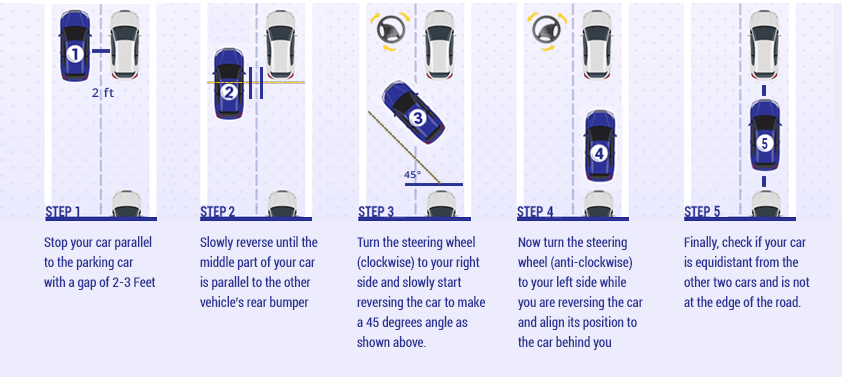 1
2 ft
STEP 1
Stop your car parallel
to the parking car
with a gap of 2-3 Feet
2
STEP 2
Slowly reverse until the
middle part of your car
is parallel to the other
vehicle's rear bumper
3
45°
STEP 3
Turn the steering wheel
(clockwise) to your right
side and slowly start
reversing the car to make
a 45 degrees angle as
shown above.
4
STEP 4
Now turn the steering
wheel (anti-clockwise)
to your left side while
you are reversing the car
and align its position to
the car behind you
5
STEP 5
Finally, check if your car
is equidistant from the
other two cars and is not
at the edge of the road.